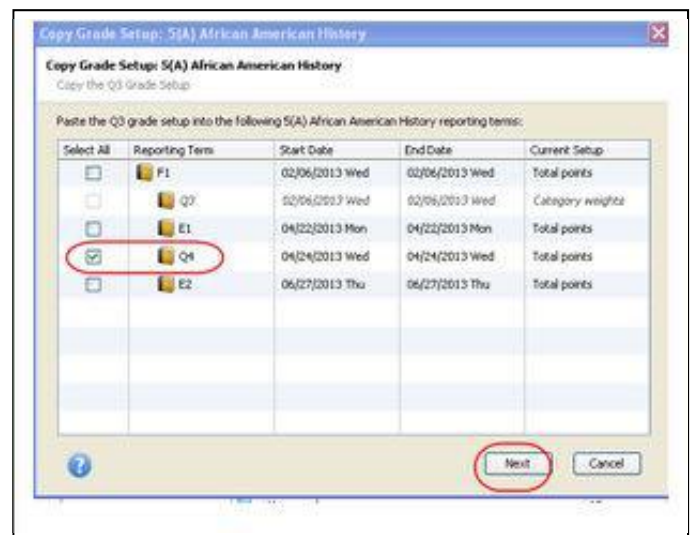 Copy Grade Setup: 5(A) African American History
Copy Grade Setup: 5(A) African American History
Copy the Q3 Grade Setup
Paste the Q3 grade setup into the following 5(A) African American History reporting terms:
Select All Reporting Term Start Date End Date Current Setup
F1 02/06/2013 Wed 02/06/2013 Wed Total points
Q3 02/06/2013 Wed 02/06/2013 Wed Category weights
E1 04/22/2013 Mon 04/22/2013 Mon Total points
Q4 04/24/2013 Wed 04/24/2013 Wed Total points
E2 06/27/2013 Thu 06/27/2013 Thu Total points
? Next Cancel